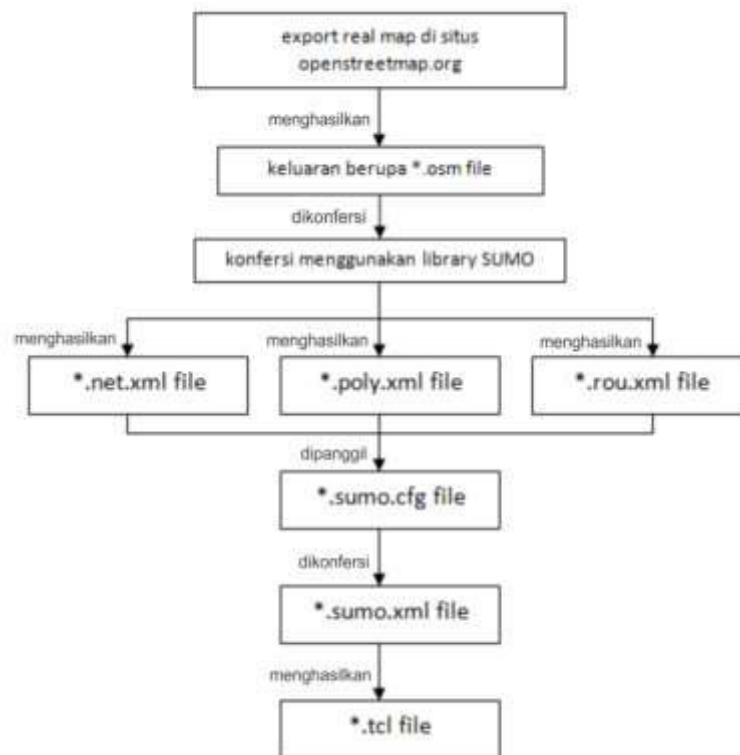 export real map di situs
openstreetmap.org
menghasilkan
keluaran berupa *.osm file
dikonfersi
konfersi menggunakan library SUMO
menghasilkan
menghasilkan
menghasilkan
*.net.xml file
*.poly.xml file
*.rou.xml file
dipanggil
*.sumo.cfg file
dikonfersi
*.sumo.xml file
menghasilkan
*.tcl file